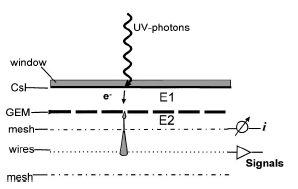 UV-photons
window
CsI
e-
E1
GEM
E2
mesh
i
wires
Signals
mesh